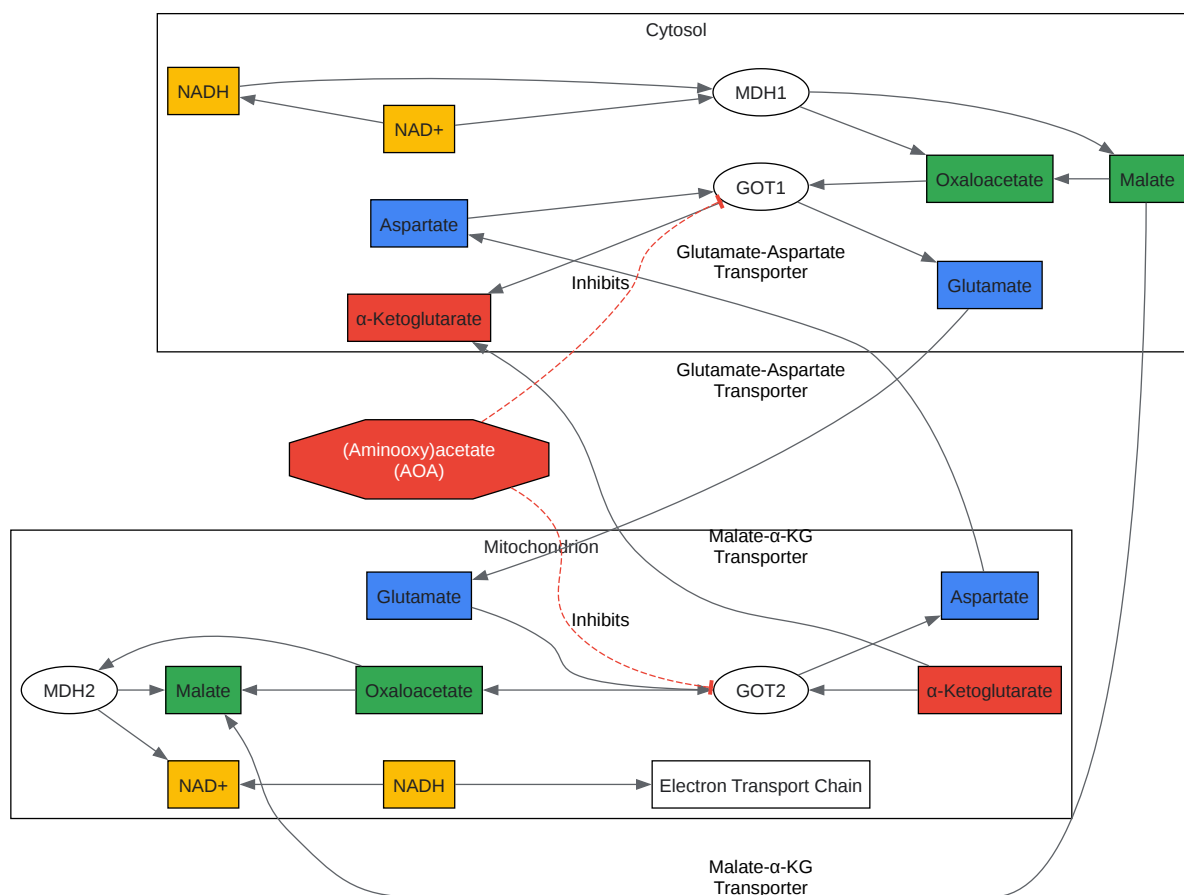 Cytosol
NADH
MDH1
NAD+
Oxaloacetate
Malate
GOT1
Aspartate
Glutamate-Aspartate
Transporter
Inhibits
Glutamate
α-Ketoglutarate
Glutamate-Aspartate
Transporter
(Aminooxy)acetate
(AOA)
Malate-α-KG
Transporter
Mitochondrion
Glutamate
Aspartate
Inhibits
MDH2
Malate
Oxaloacetate
GOT2
α-Ketoglutarate
NAD+
NADH
Electron Transport Chain
Malate-α-KG
Transporter